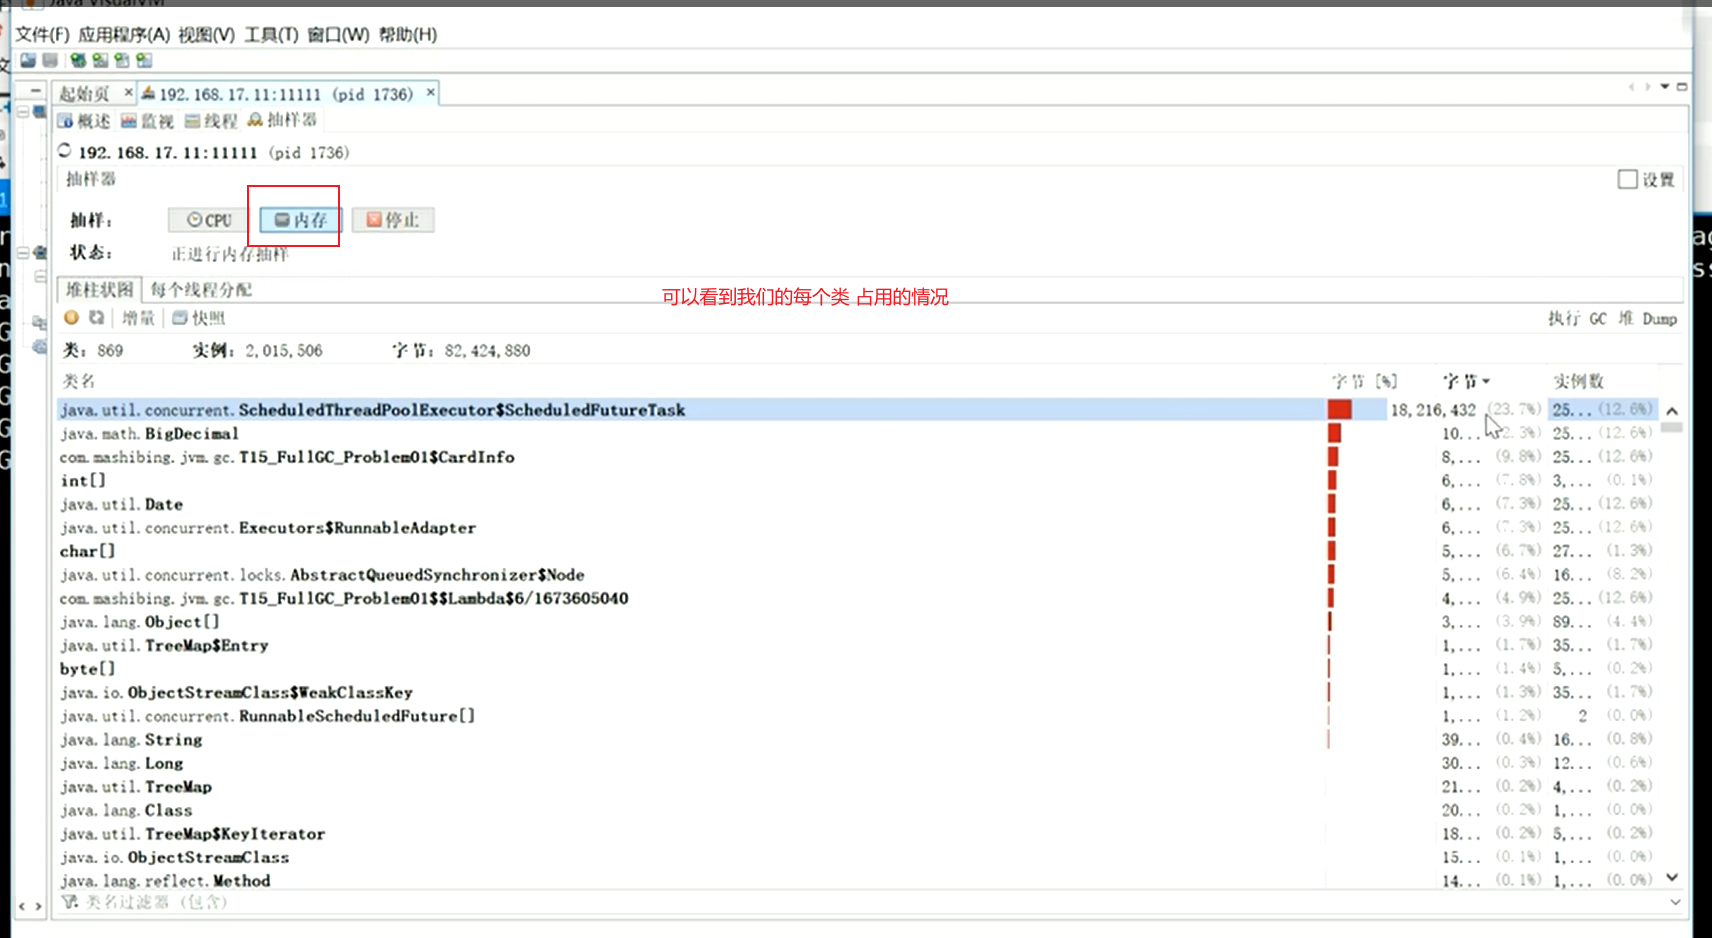 Java VisualVM
文件(F) 应用程序(A) 视图(V) 工具(T) 窗口(W) 帮助(H)
起始页 × 192.168.17.11:11111 (pid 1736) ×
概述 监视 线程 抽样器
192.168.17.11:11111 (pid 1736)
抽样器 设置
抽样: CPU 内存 停止
状态: 正进行内存抽样
堆柱状图 每个线程分配
可以看到我们的每个类 占用的情况
增量 快照 执行 GC 堆 Dump
类: 869 实例: 2,015,506 字节: 82,424,880
类名 字节 [%] 字节 实例数
java.util.concurrent.ScheduledThreadPoolExecutor$ScheduledFutureTask 18,216,432 (23.7%) 25... (12.6%)
java.math.BigDecimal 10... 2.3%) 25... (12.6%)
com.mashibing.jvm.gc.T15_FullGC_Problem01$CardInfo 8,... (9.8%) 25... (12.6%)
int[] 6,... (7.8%) 3,... (0.1%)
java.util.Date 6,... (7.3%) 25... (12.6%)
java.util.concurrent.Executors$RunnableAdapter 6,... (7.3%) 25... (12.6%)
char[] 5,... (6.7%) 27... (1.3%)
java.util.concurrent.locks.AbstractQueuedSynchronizer$Node 5,... (6.4%) 16... (8.2%)
com.mashibing.jvm.gc.T15_FullGC_Problem01$$Lambda$6/1673605040 4,... (4.9%) 25... (12.6%)
java.lang.Object[] 3,... (3.9%) 89... (4.4%)
java.util.TreeMap$Entry 1,... (1.7%) 35... (1.7%)
byte[] 1,... (1.4%) 5,... (0.2%)
java.io.ObjectStreamClass$WeakClassKey 1,... (1.3%) 35... (1.7%)
java.util.concurrent.RunnableScheduledFuture[] 1,... (1.2%) 2 (0.0%)
java.lang.String 39... (0.4%) 16... (0.8%)
java.lang.Long 30... (0.3%) 12... (0.6%)
java.util.TreeMap 21... (0.2%) 4,... (0.2%)
java.lang.Class 20... (0.2%) 1,... (0.0%)
java.util.TreeMap$KeyIterator 18... (0.2%) 5,... (0.2%)
java.io.ObjectStreamClass 15... (0.1%) 1,... (0.0%)
java.lang.reflect.Method 14... (0.1%) 1,... (0.0%)
类名过滤器 (包含)